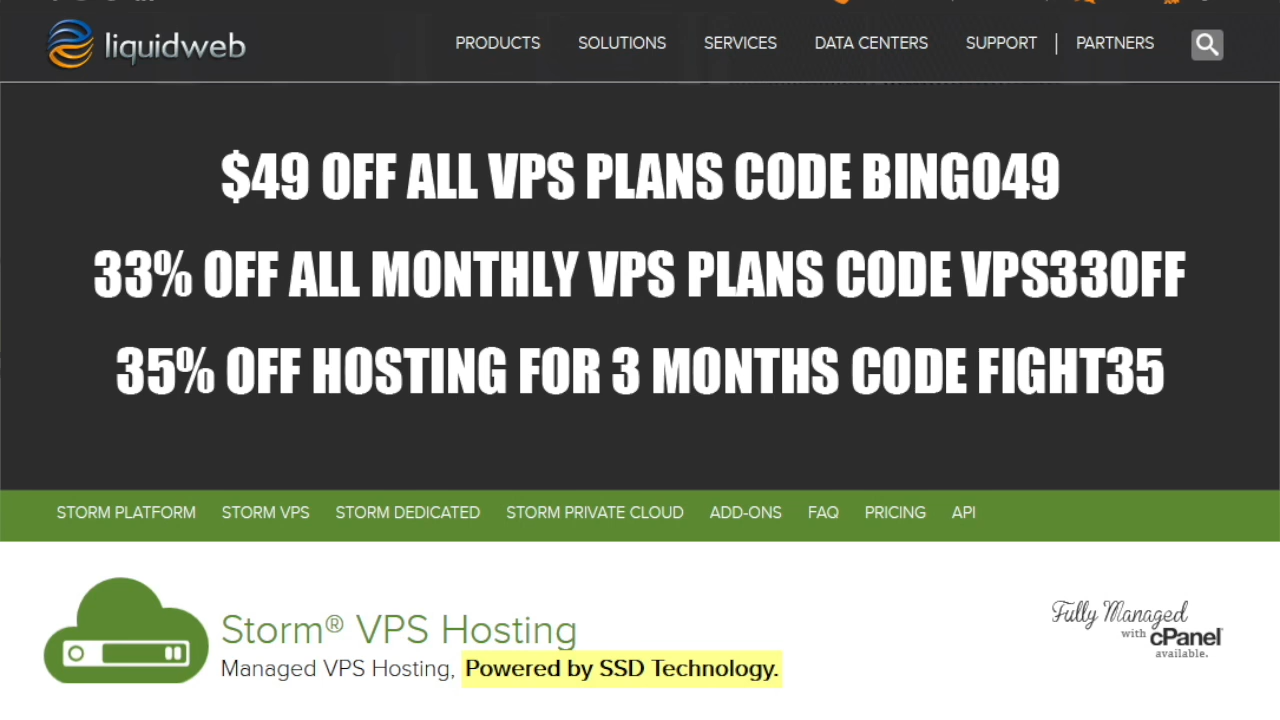 liquidweb
PRODUCTS SOLUTIONS SERVICES DATA CENTERS SUPPORT | PARTNERS
$49 OFF ALL VPS PLANS CODE BINGO49
33% OFF ALL MONTHLY VPS PLANS CODE VPS33OFF
35% OFF HOSTING FOR 3 MONTHS CODE FIGHT35
STORM PLATFORM STORM VPS STORM DEDICATED STORM PRIVATE CLOUD ADD-ONS FAQ PRICING API
Storm® VPS Hosting
Managed VPS Hosting, Powered by SSD Technology.
Fully Managed
with cPanel
available.